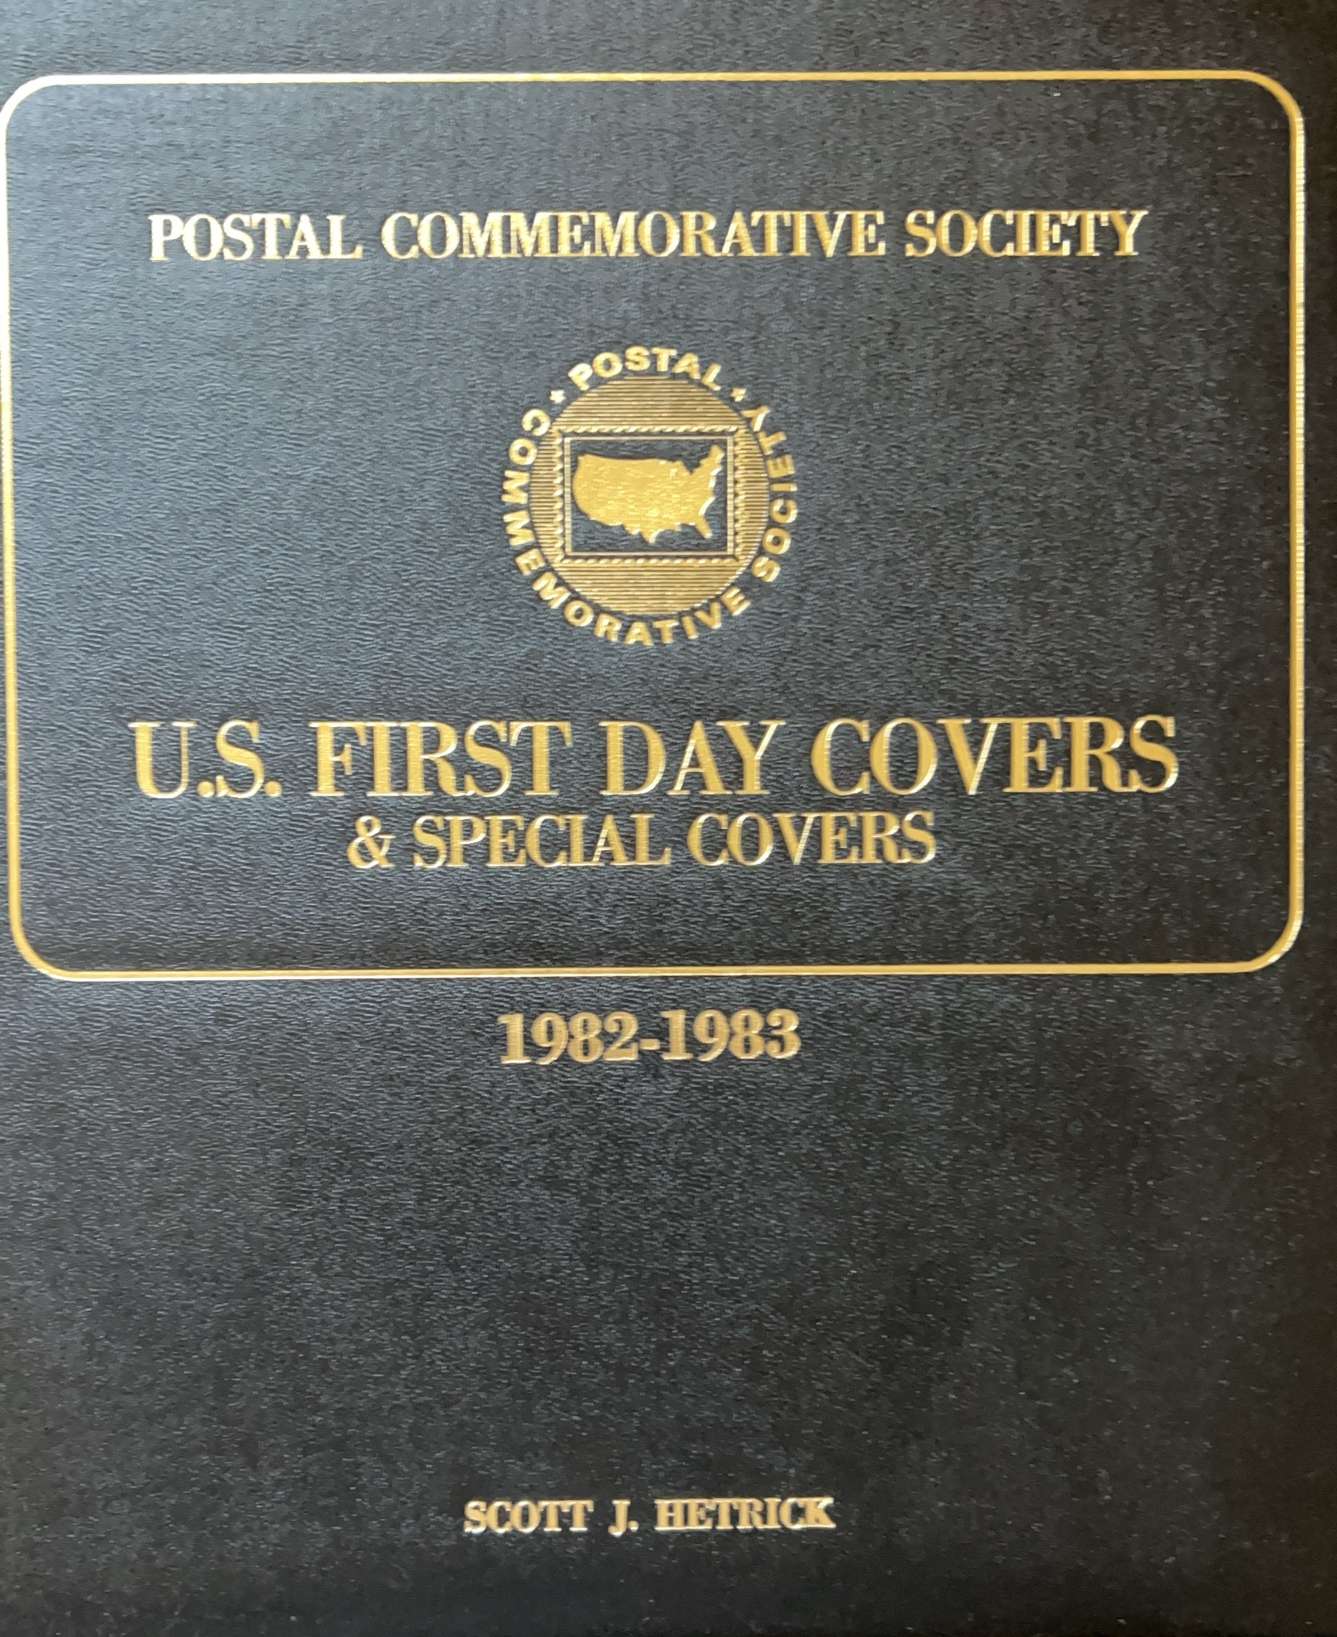 POSTAL COMMEMORATIVE SOCIETY
★ POSTAL ★
COMMEMORATIVE SOCIETY
U.S. FIRST DAY COVERS
& SPECIAL COVERS
1982-1983
SCOTT J. HETRICK